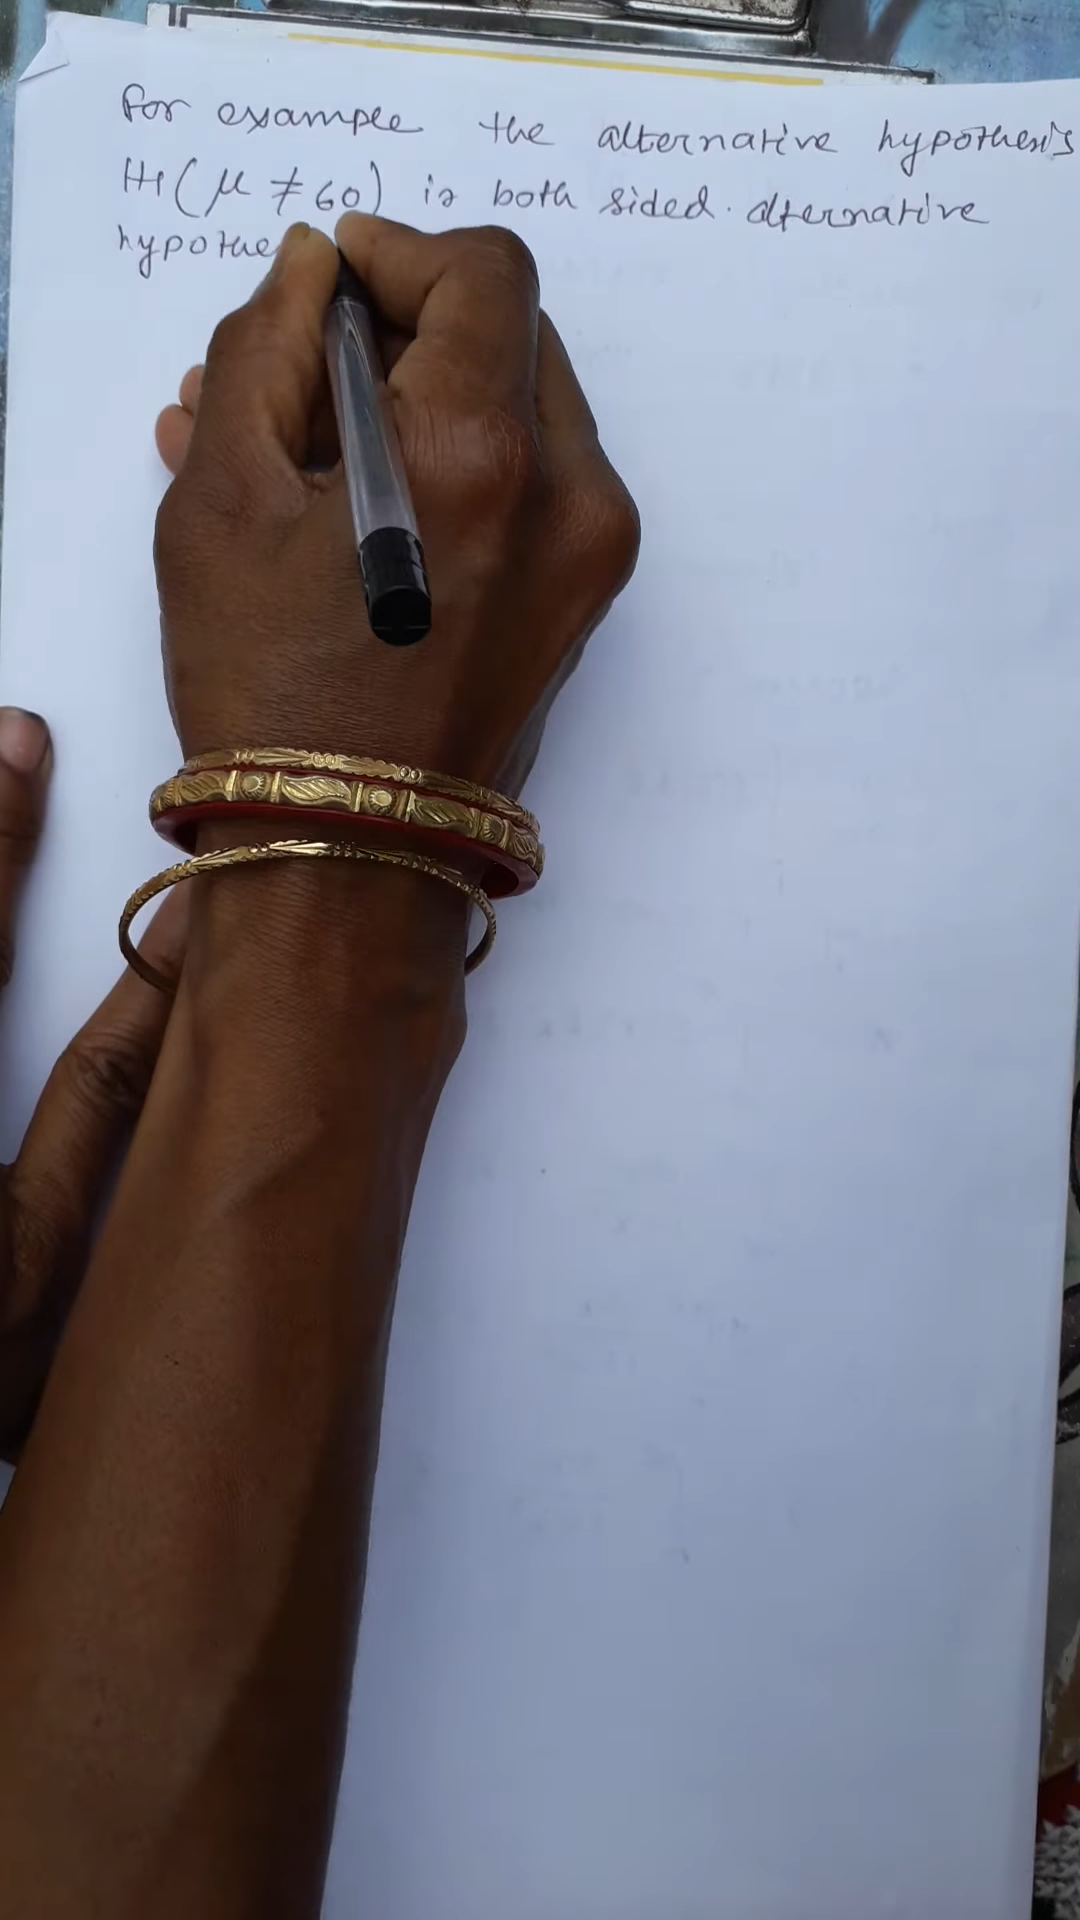 For example the alternative hypothesis
H1(μ ≠ 60) is both sided. alternative
hypothe